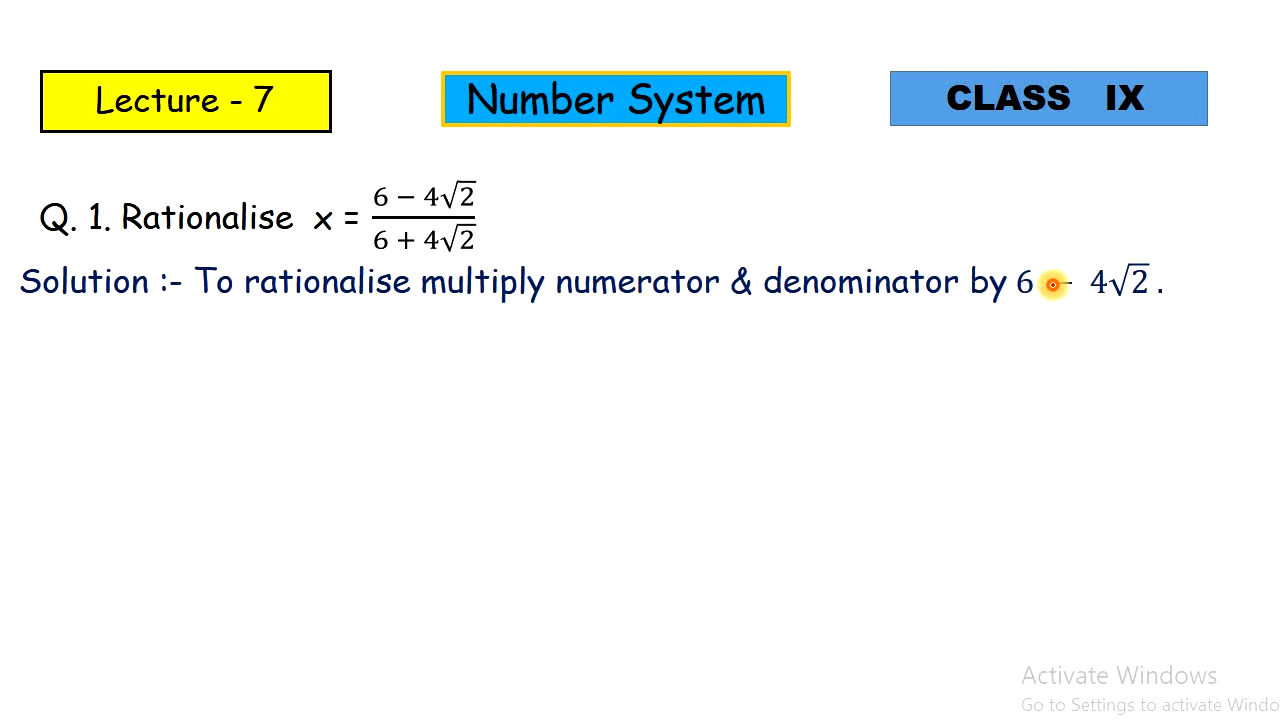 Lecture - 7
Number System
CLASS IX
Q. 1. Rationalise x = \frac{6 − 4√2}{6 + 4√2}
Solution :- To rationalise multiply numerator & denominator by 6 − 4√2 .
Activate Windows
Go to Settings to activate Windo